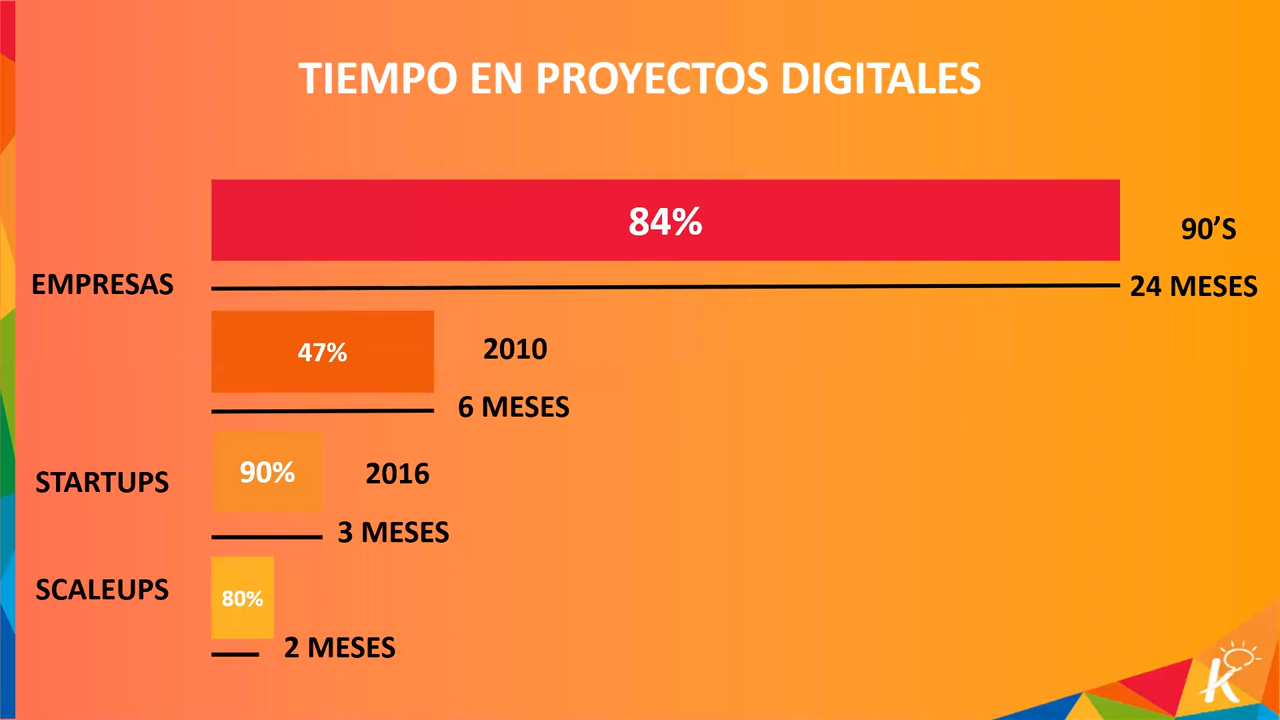 TIEMPO EN PROYECTOS DIGITALES
84%
90’S
EMPRESAS
24 MESES
47%
2010
6 MESES
STARTUPS
90%
2016
3 MESES
SCALEUPS
80%
2 MESES
K